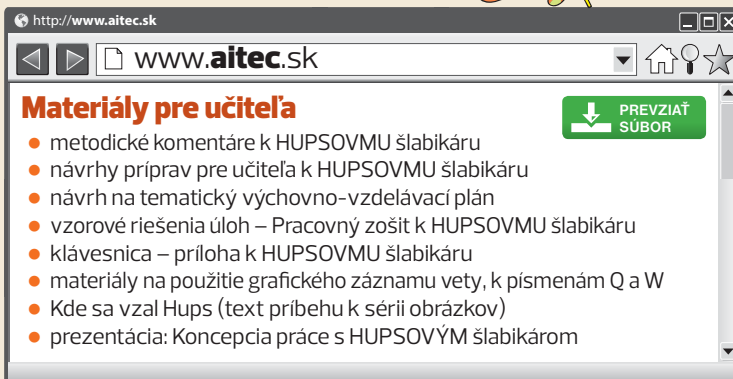 http://www.aitec.sk
www.aitec.sk
Materiály pre učiteľa
PREVZIAŤ
SÚBOR
• metodické komentáre k HUPSOVMU šlabikáru
• návrhy príprav pre učiteľa k HUPSOVMU šlabikáru
• návrh na tematický výchovno-vzdelávací plán
• vzorové riešenia úloh – Pracovný zošit k HUPSOVMU šlabikáru
• klávesnica – príloha k HUPSOVMU šlabikáru
• materiály na použitie grafického záznamu vety, k písmenám Q a W
• Kde sa vzal Hups (text príbehu k sérii obrázkov)
• prezentácia: Koncepcia práce s HUPSOVÝM šlabikárom